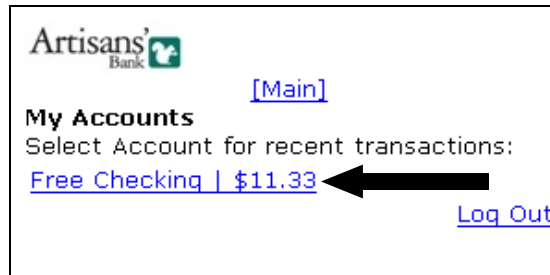 Artisans'
Bank
[Main]
My Accounts
Select Account for recent transactions:
Free Checking | $11.33
Log Out